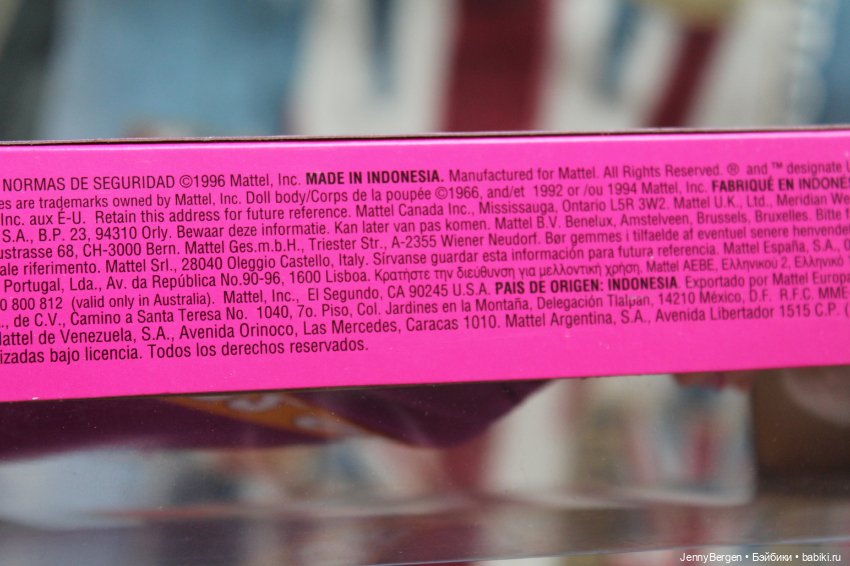 NORMAS DE SEGURIDAD ©1996 Mattel, Inc. MADE IN INDONESIA. Manufactured for Mattel. All Rights Reserved. ® and ™ designate
es are trademarks owned by Mattel, Inc. Doll body/Corps de la poupée ©1966, and/et 1992 or /ou 1994 Mattel, Inc. FABRIQUÉ EN INDONÉS
Inc. aux É-U. Retain this address for future reference. Mattel Canada Inc., Mississauga, Ontario L5R 3W2. Mattel U.K., Ltd., Meridian We
S.A., B.P. 23, 94310 Orly. Bewaar deze informatie. Kan later van pas komen. Mattel B.V. Benelux, Amstelveen, Brussels, Bruxelles. Bitte f
ustrasse 68, CH-3000 Bern. Mattel Ges.m.b.H., Triester Str., A-2355 Wiener Neudorf. Bør gemmes i tilfælde af eventuel senere henvendel
ale riferimento. Mattel Srl., 28040 Oleggio Castello, Italy. Sírvanse guardar esta información para futura referencia. Mattel España, S.A.,
Portugal, Lda., Av. da República No.90-96, 1600 Lisboa. Κρατήστε την διεύθυνση για μελλοντική χρήση. Mattel AEBE, Ελληνικού 2, Ελληνικό
0 800 812 (valid only in Australia). Mattel, Inc., El Segundo, CA 90245 U.S.A. PAIS DE ORIGEN: INDONESIA. Exportado por Mattel Europa
., de C.V., Camino a Santa Teresa No. 1040, 7o. Piso, Col. Jardines en la Montaña, Delegación Tlalpan, 14210 México, D.F. R.F.C. MME-
Mattel de Venezuela, S.A., Avenida Orinoco, Las Mercedes, Caracas 1010. Mattel Argentina, S.A., Avenida Libertador 1515 C.P. (
izadas bajo licencia. Todos los derechos reservados.
JennyBergen • Бэйбики • babiki.ru